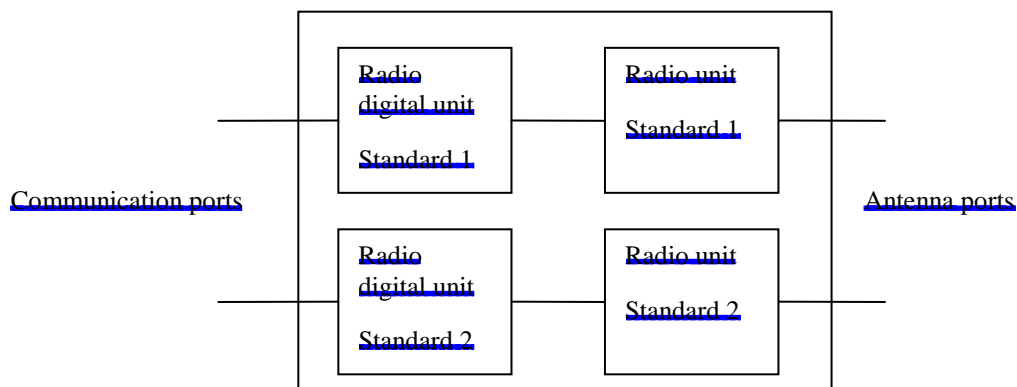 Radio
digital unit
Standard 1
Radio unit
Standard 1
Communication ports
Antenna ports
Radio
digital unit
Standard 2
Radio unit
Standard 2